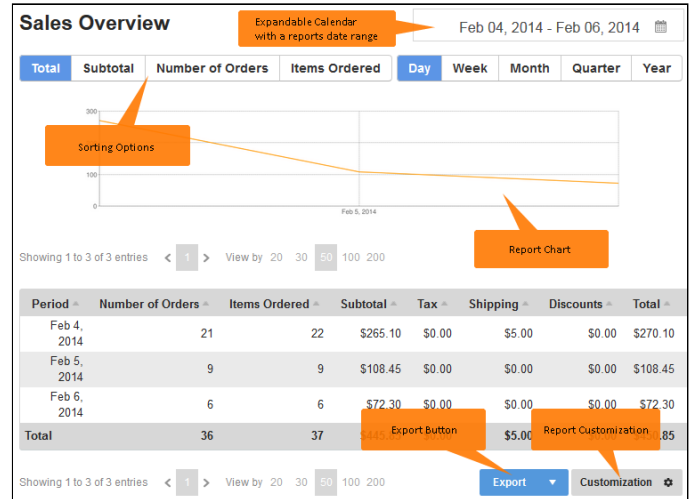 Sales Overview
Expandable Calendar
with a reports date range
Feb 04, 2014 - Feb 06, 2014
Total Subtotal Number of Orders Items Ordered Day Week Month Quarter Year
300
Sorting Options
100
0
Feb 5, 2014
Report Chart
Showing 1 to 3 of 3 entries < 1 > View by 20 30 50 100 200
Period Number of Orders Items Ordered Subtotal Tax Shipping Discounts Total
Feb 4, 2014 21 22 $265.10 $0.00 $5.00 $0.00 $270.10
Feb 5, 2014 9 9 $108.45 $0.00 $0.00 $0.00 $108.45
Feb 6, 2014 6 6 $72.30 $0.00 $0.00 $0.00 $72.30
Total 36 37 $5.00
Export Button
Report Customization
Showing 1 to 3 of 3 entries < 1 > View by 20 30 50 100 200
Export Customization